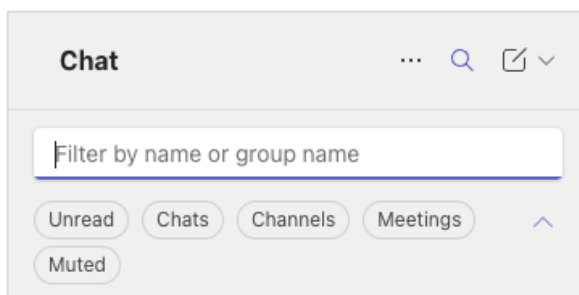 Chat
Filter by name or group name
Unread Chats Channels Meetings
Muted